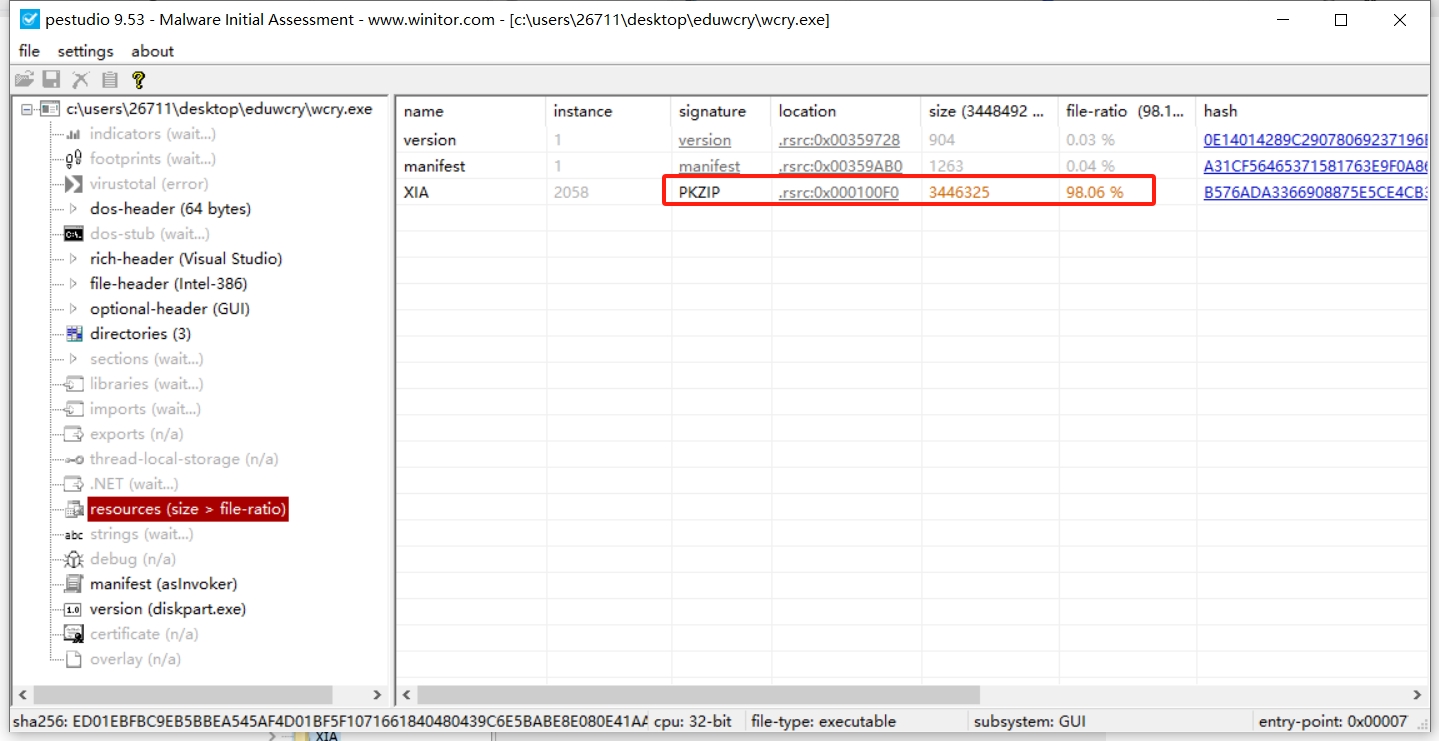 pestudio 9.53 - Malware Initial Assessment - www.winitor.com - [c:\users\26711\desktop\eduwcry\wcry.exe]
file settings about
c:\users\26711\desktop\eduwcry\wcry.exe
indicators (wait...)
footprints (wait...)
virustotal (error)
dos-header (64 bytes)
dos-stub (wait...)
rich-header (Visual Studio)
file-header (Intel-386)
optional-header (GUI)
directories (3)
sections (wait...)
libraries (wait...)
imports (wait...)
exports (n/a)
thread-local-storage (n/a)
.NET (wait...)
resources (size > file-ratio)
abc strings (wait...)
debug (n/a)
manifest (asInvoker)
1.0 version (diskpart.exe)
certificate (n/a)
overlay (n/a)
name instance signature location size (3448492 ... file-ratio (98.1... hash
version 1 version .rsrc:0x00359728 904 0.03 % 0E14014289C29078069237196
manifest 1 manifest .rsrc:0x00359AB0 1263 0.04 % A31CF56465371581763E9F0A86
XIA 2058 PKZIP .rsrc:0x000100F0 3446325 98.06 % B576ADA3366908875E5CE4CB3
sha256: ED01EBFBC9EB5BBEA545AF4D01BF5F1071661840480439C6E5BABE8E080E41AA cpu: 32-bit file-type: executable subsystem: GUI entry-point: 0x00007
XIA